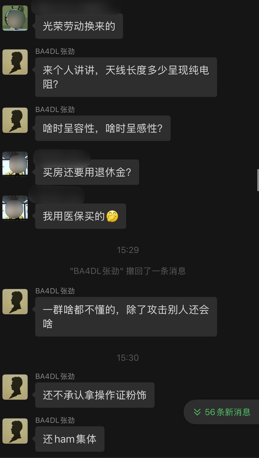 光荣劳动换来的
BA4DL张劲
来个人讲讲，天线长度多少呈现纯电
阻？
BA4DL张劲
啥时呈容性，啥时呈感性？
买房还要用退休金？
我用医保买的🤣
15:29
"BA4DL张劲" 撤回了一条消息
BA4DL张劲
一群啥都不懂的，除了攻击别人还会
啥
15:30
BA4DL张劲
还不承认拿操作证粉饰
56条新消息
BA4DL张劲
还ham集体